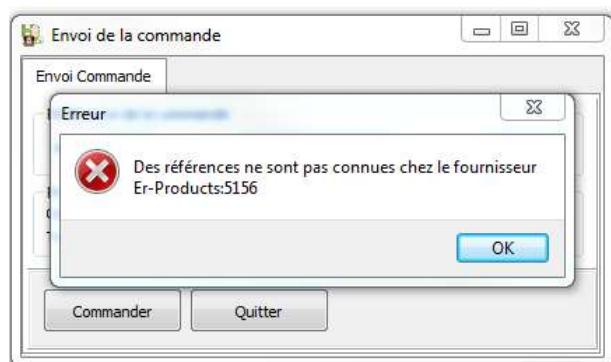 Envoi de la commande
Envoi Commande
Erreur
Des références ne sont pas connues chez le fournisseur
Er-Products:5156
OK
Commander
Quitter